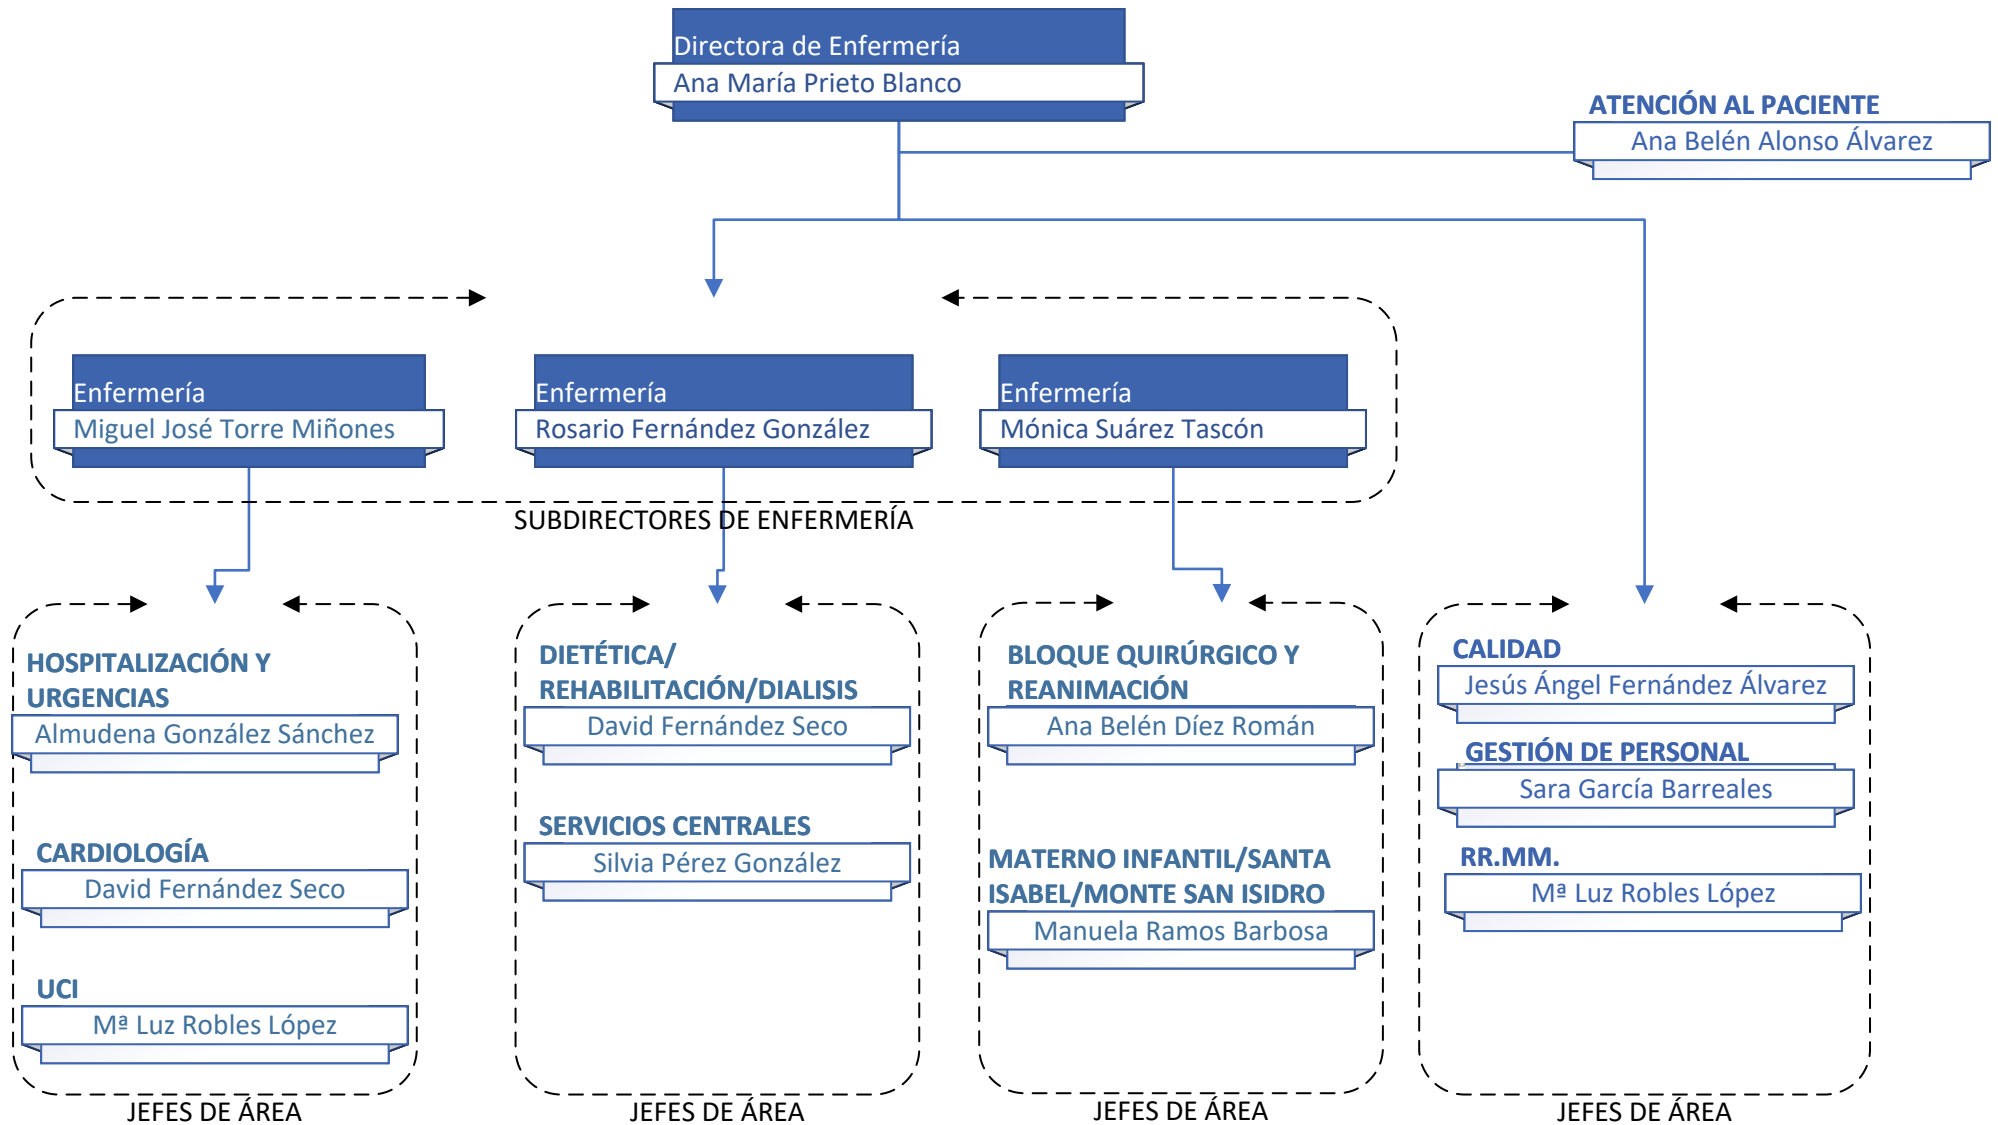 Directora de Enfermería
Ana María Prieto Blanco
ATENCIÓN AL PACIENTE
Ana Belén Alonso Álvarez
Enfermería
Miguel José Torre Miñones
Enfermería
Rosario Fernández González
Enfermería
Mónica Suárez Tascón
SUBDIRECTORES DE ENFERMERÍA
HOSPITALIZACIÓN Y
URGENCIAS
Almudena González Sánchez
CARDIOLOGÍA
David Fernández Seco
UCI
Mª Luz Robles López
JEFES DE ÁREA
DIETÉTICA/
REHABILITACIÓN/DIALISIS
David Fernández Seco
SERVICIOS CENTRALES
Silvia Pérez González
JEFES DE ÁREA
BLOQUE QUIRÚRGICO Y
REANIMACIÓN
Ana Belén Díez Román
MATERNO INFANTIL/SANTA
ISABEL/MONTE SAN ISIDRO
Manuela Ramos Barbosa
JEFES DE ÁREA
CALIDAD
Jesús Ángel Fernández Álvarez
GESTIÓN DE PERSONAL
Sara García Barreales
RR.MM.
Mª Luz Robles López
JEFES DE ÁREA